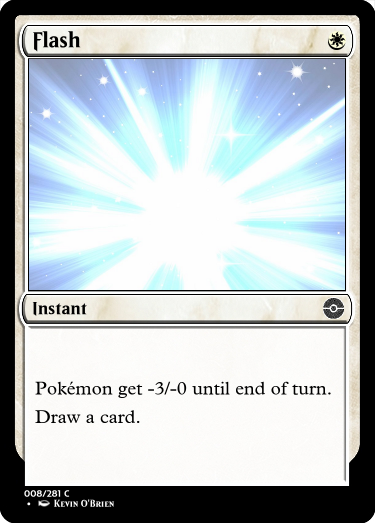 Flash
Instant
Pokémon get -3/-0 until end of turn.
Draw a card.
008/281 C
• Kevin O'Brien